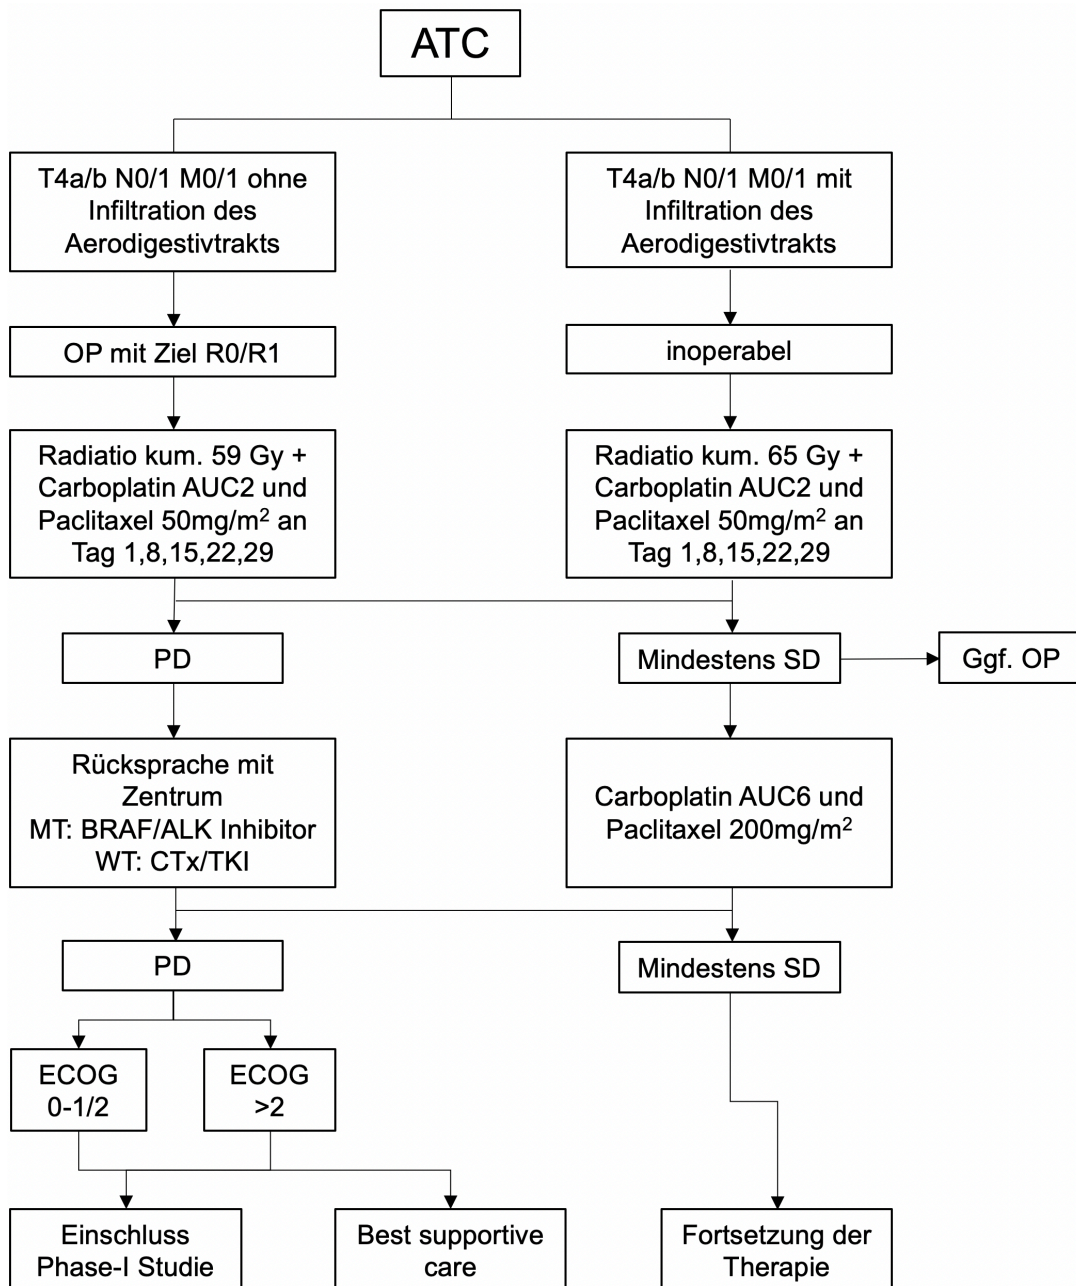 ATC
T4a/b N0/1 M0/1 ohne
Infiltration des
Aerodigestivtrakts
T4a/b N0/1 M0/1 mit
Infiltration des
Aerodigestivtrakts
OP mit Ziel R0/R1
inoperabel
Radiatio kum. 59 Gy +
Carboplatin AUC2 und
Paclitaxel 50mg/m² an
Tag 1,8,15,22,29
Radiatio kum. 65 Gy +
Carboplatin AUC2 und
Paclitaxel 50mg/m² an
Tag 1,8,15,22,29
PD
Mindestens SD
Ggf. OP
Rücksprache mit
Zentrum
MT: BRAF/ALK Inhibitor
WT: CTx/TKI
Carboplatin AUC6 und
Paclitaxel 200mg/m²
PD
Mindestens SD
ECOG
0-1/2
ECOG
>2
Einschluss
Phase-I Studie
Best supportive
care
Fortsetzung der
Therapie